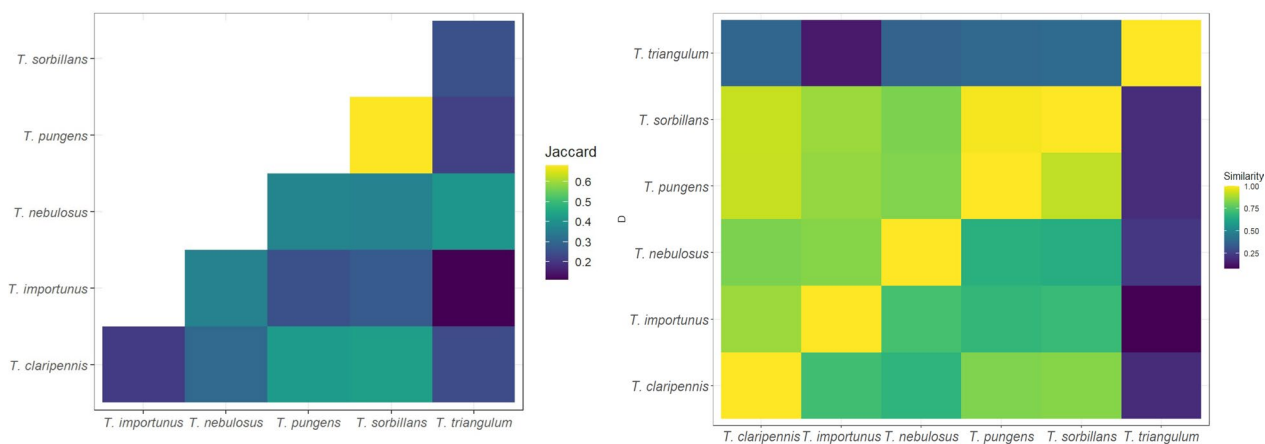 T. sorbillans
T. pungens
T. nebulosus
T. importunus
T. claripennis
T. importunus T. nebulosus T. pungens T. sorbillans T. triangulum
Jaccard
0.6
0.5
0.4
0.3
0.2
T. triangulum
T. sorbillans
T. pungens
T. nebulosus
T. importunus
T. claripennis
D
T. claripennis T. importunus T. nebulosus T. pungens T. sorbillans T. triangulum
Similarity
1.00
0.75
0.50
0.25